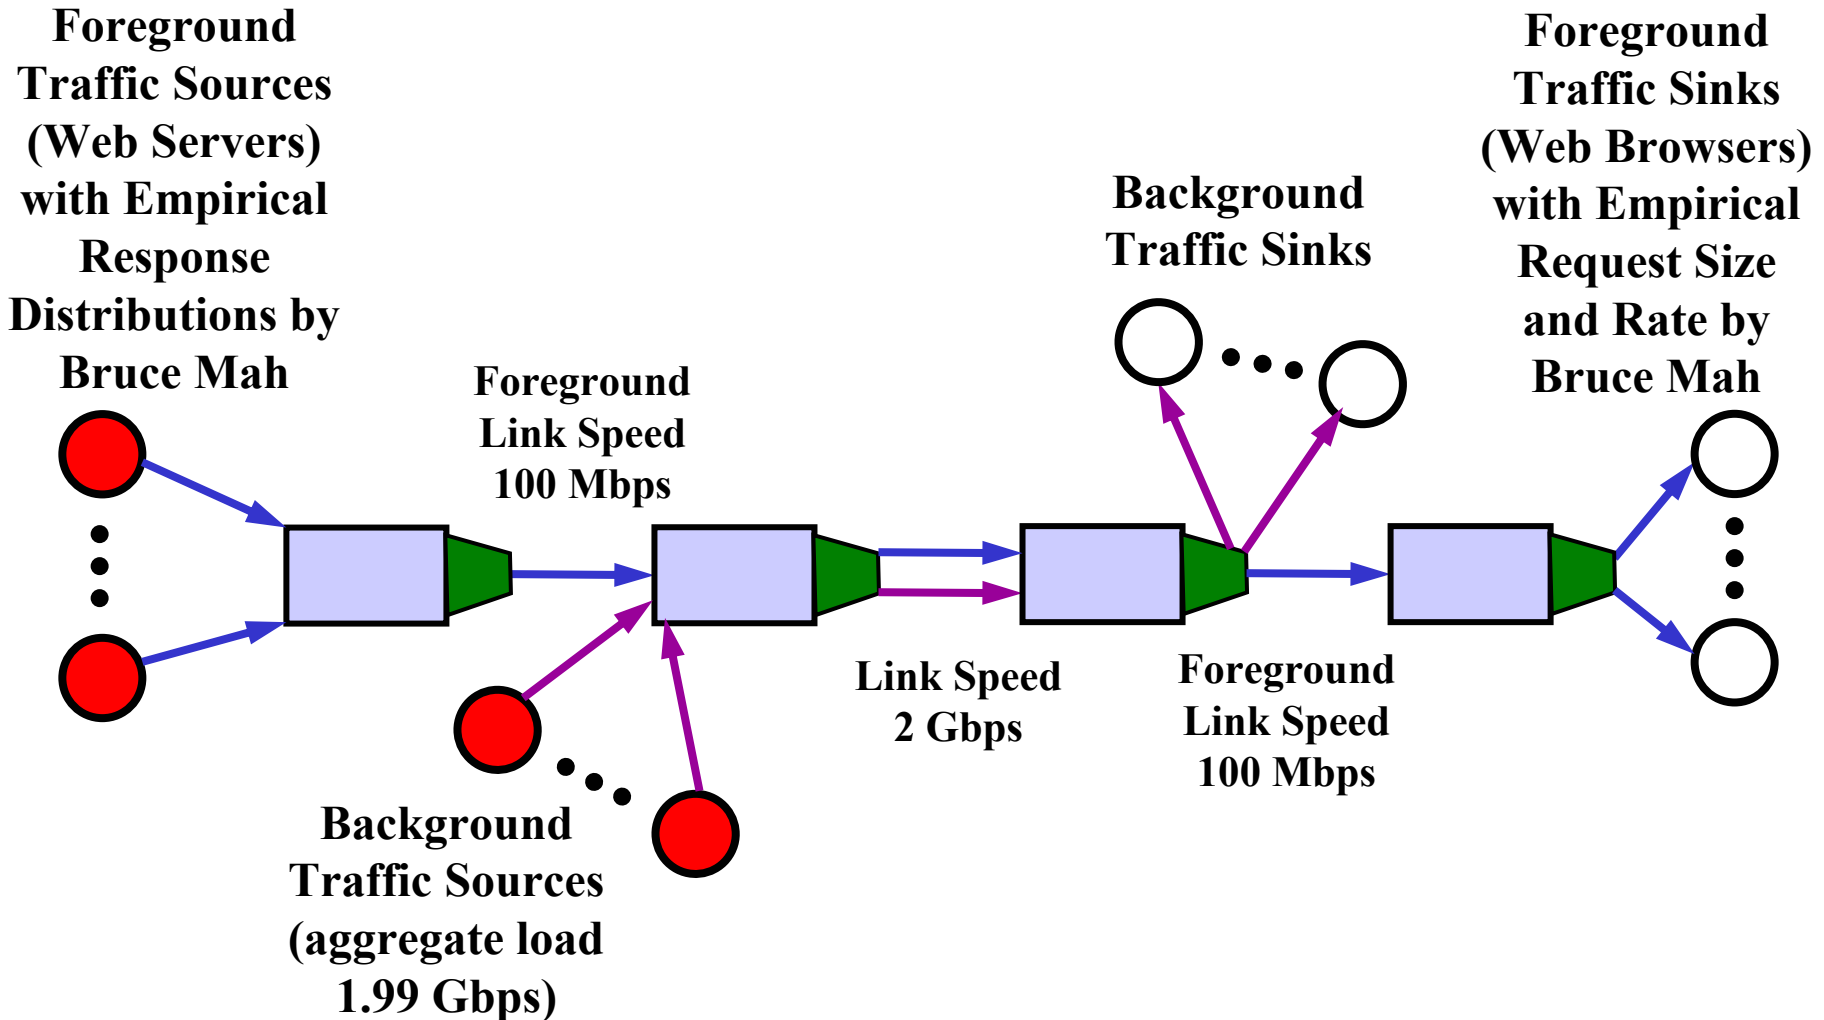 Foreground
Traffic Sources
(Web Servers)
with Empirical
Response
Distributions by
Bruce Mah
Foreground
Link Speed
100 Mbps
Background
Traffic Sinks
Foreground
Traffic Sinks
(Web Browsers)
with Empirical
Request Size
and Rate by
Bruce Mah
Link Speed
2 Gbps
Foreground
Link Speed
100 Mbps
Background
Traffic Sources
(aggregate load
1.99 Gbps)